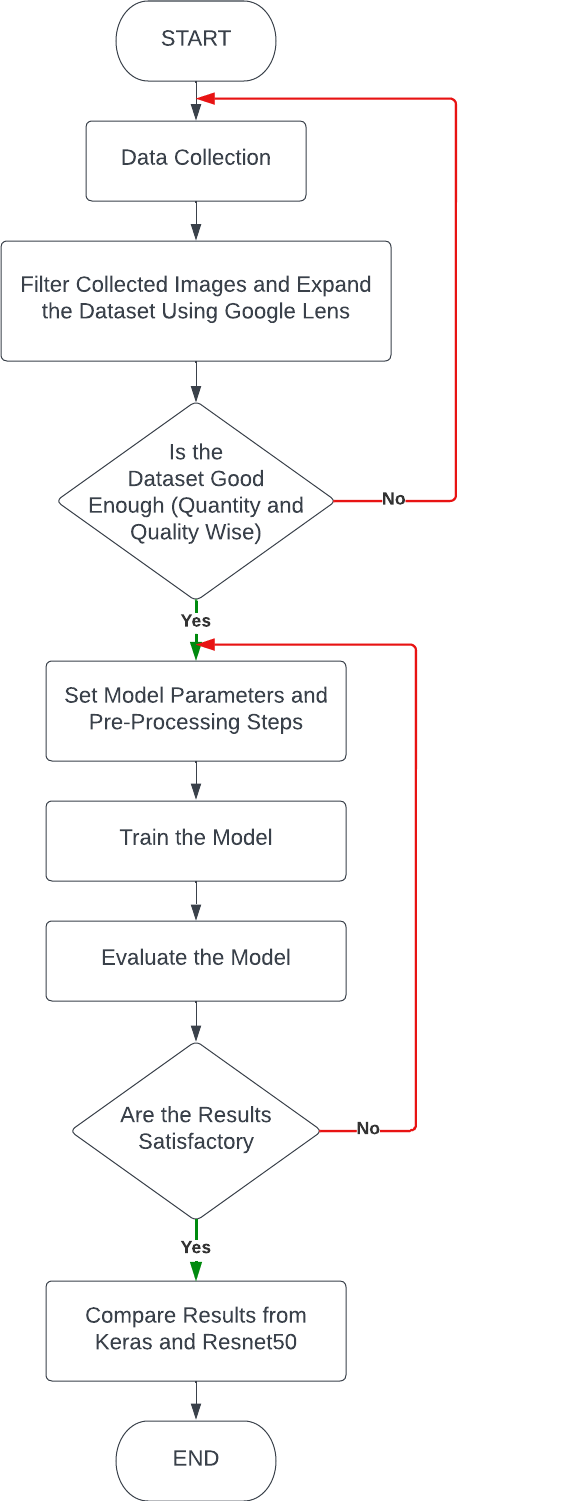 START
Data Collection
Filter Collected Images and Expand
the Dataset Using Google Lens
Is the
Dataset Good
Enough (Quantity and
Quality Wise)
No
Yes
Set Model Parameters and
Pre-Processing Steps
Train the Model
Evaluate the Model
Are the Results
Satisfactory
No
Yes
Compare Results from
Keras and Resnet50
END